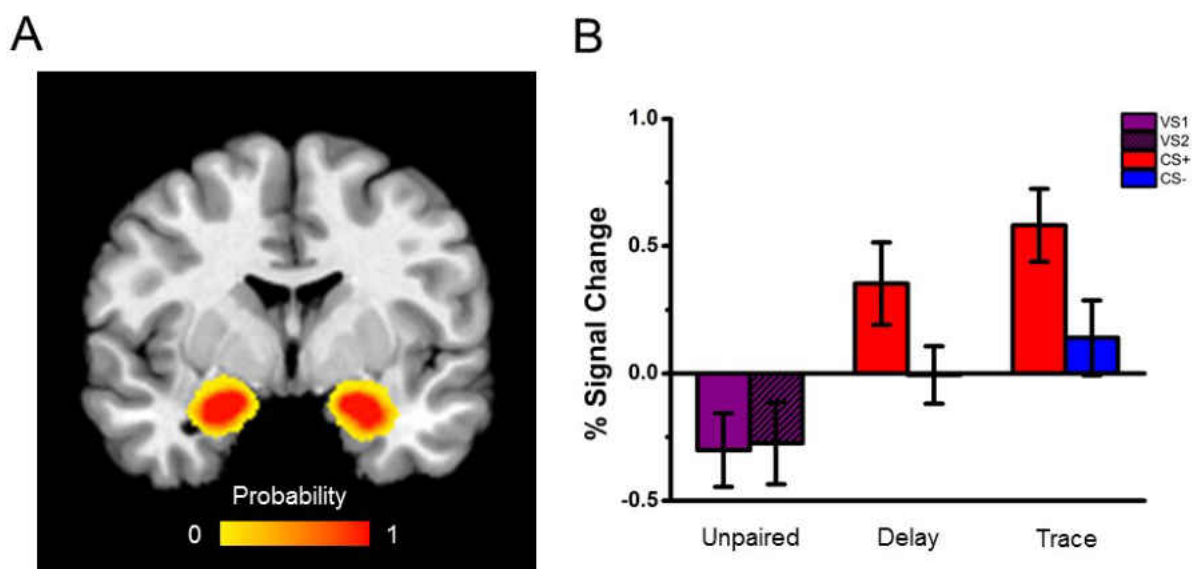 A
Probability
0 1
B
% Signal Change
1.0
0.5
0.0
-0.5
Unpaired Delay Trace
VS1
VS2
CS+
CS-